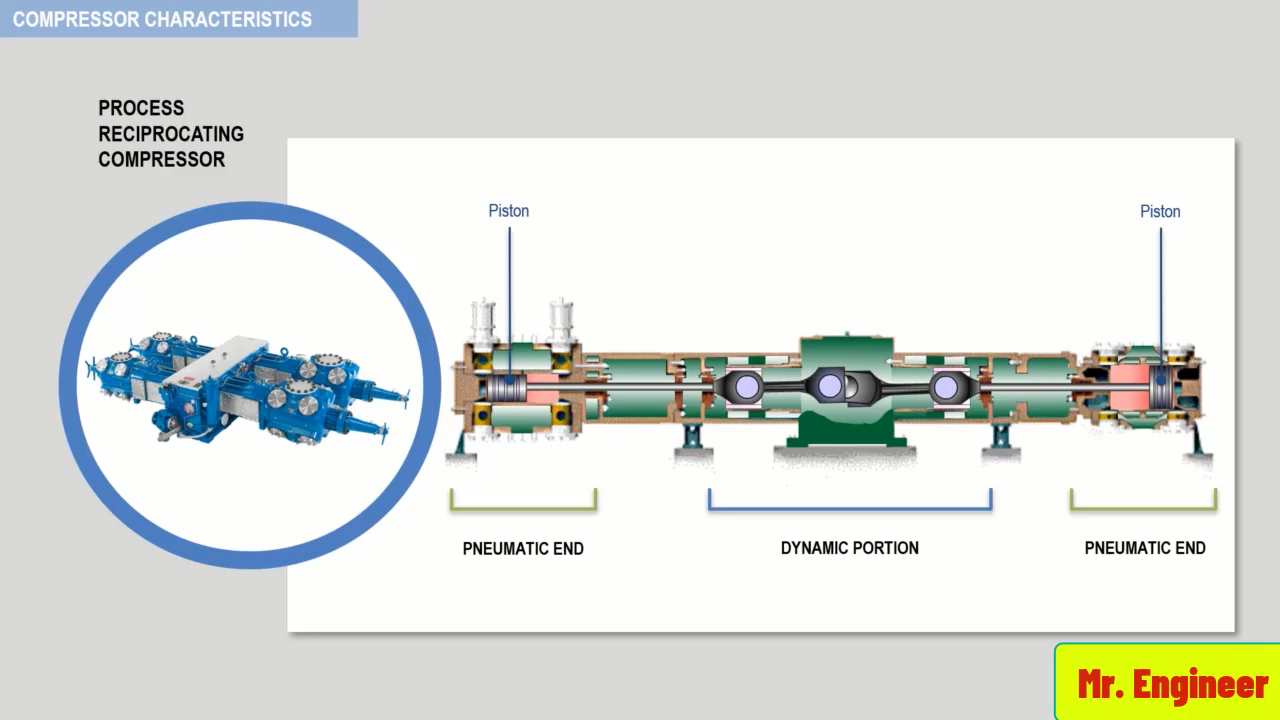 COMPRESSOR CHARACTERISTICS
PROCESS
RECIPROCATING
COMPRESSOR
Piston
Piston
PNEUMATIC END
DYNAMIC PORTION
PNEUMATIC END
Mr. Engineer